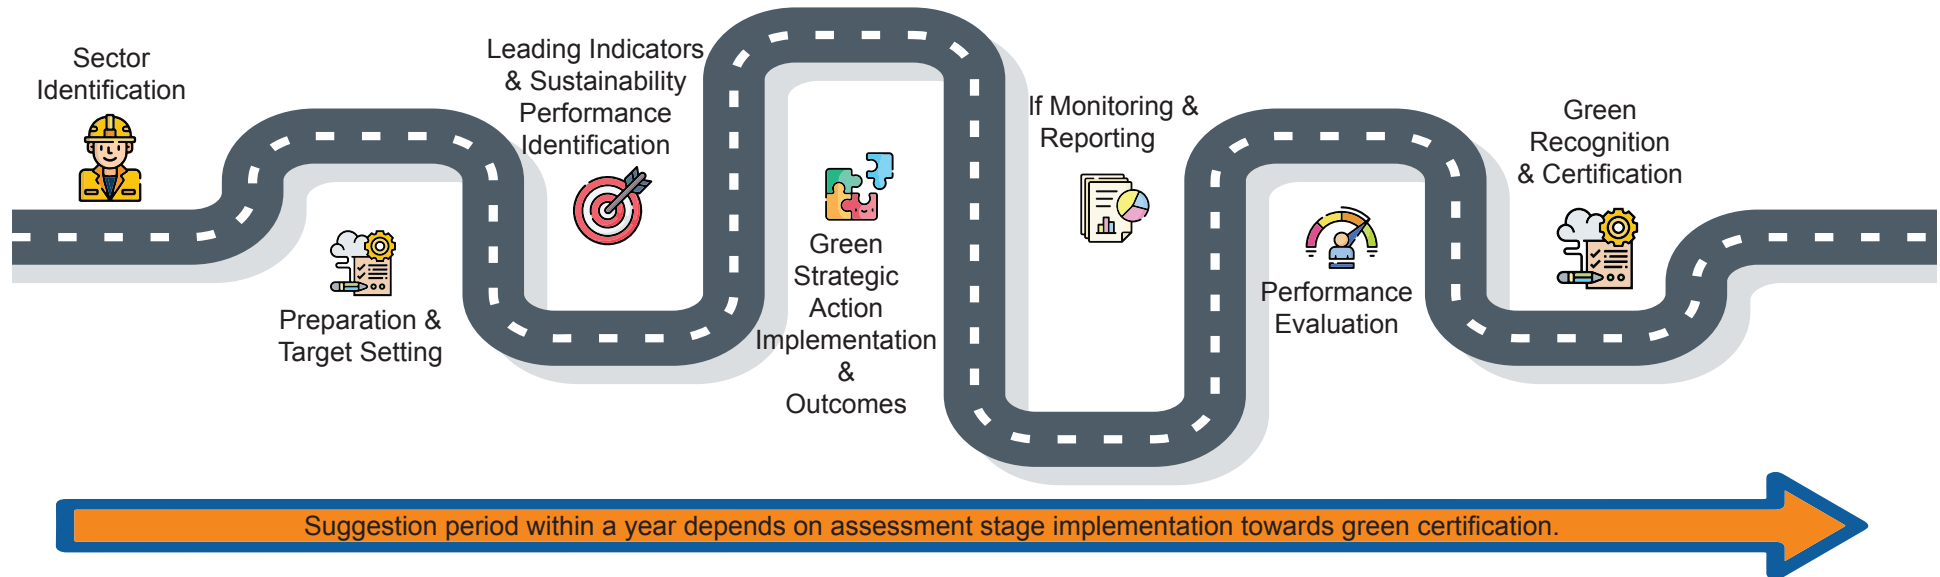 Sector
Identification
Preparation &
Target Setting
Leading Indicators
& Sustainability
Performance
Identification
Green
Strategic
Action
Implementation
&
Outcomes
If Monitoring &
Reporting
Performance
Evaluation
Green
Recognition
& Certification
Suggestion period within a year depends on assessment stage implementation towards green certification.